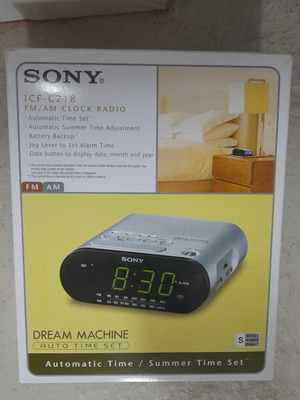 SONY®
ICF-C218
FM/AM CLOCK RADIO
Automatic Time Set*
Automatic Summer Time Adjustment
Battery Backup**
Jog Lever to Set Alarm Time
Date button to display date, month and year
FM AM
SONY
8:30
DREAM MACHINE
AUTO TIME SET
S
Automatic Time / Summer Time Set